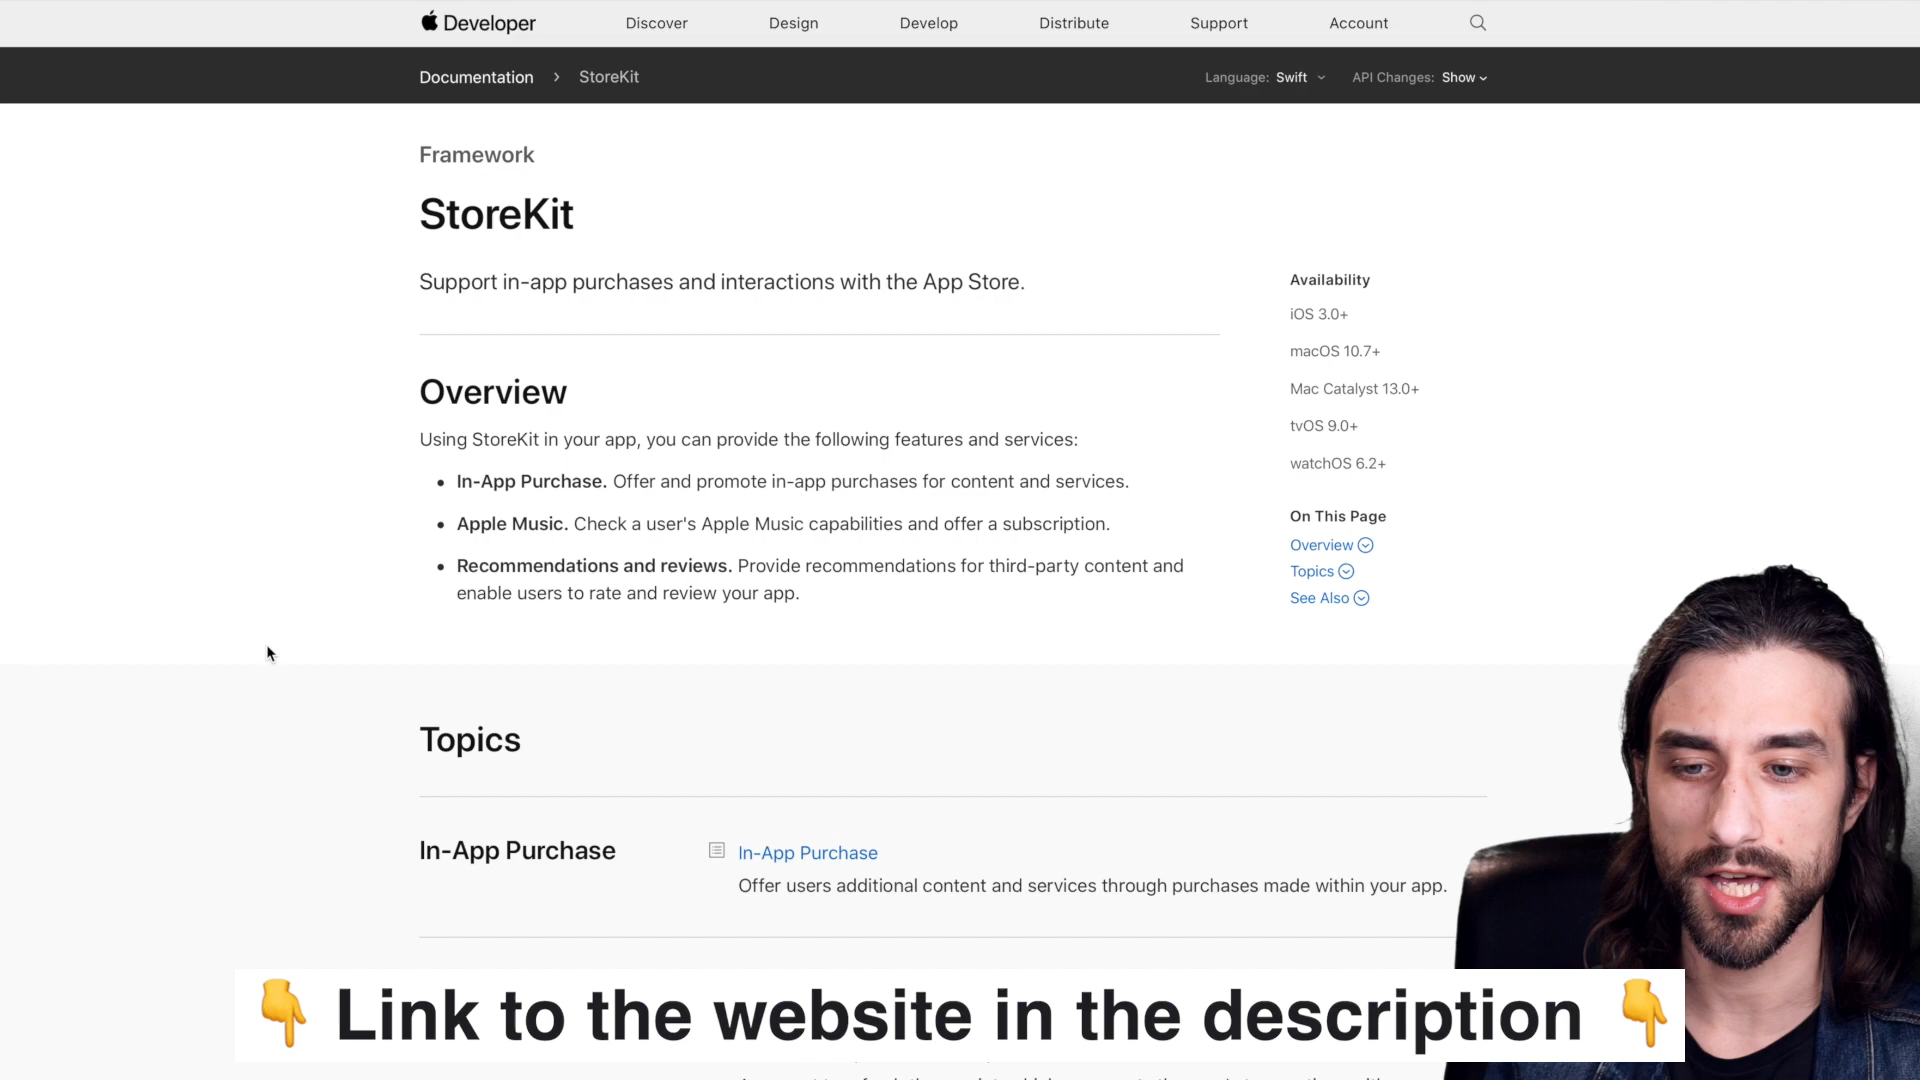 Developer
Discover
Design
Develop
Distribute
Support
Account
Documentation > StoreKit
Language: Swift
API Changes: Show
Framework
StoreKit
Support in-app purchases and interactions with the App Store.
Availability
iOS 3.0+
macOS 10.7+
Mac Catalyst 13.0+
tvOS 9.0+
watchOS 6.2+
Overview
Using StoreKit in your app, you can provide the following features and services:
• In-App Purchase. Offer and promote in-app purchases for content and services.
• Apple Music. Check a user's Apple Music capabilities and offer a subscription.
• Recommendations and reviews. Provide recommendations for third-party content and
enable users to rate and review your app.
On This Page
Overview
Topics
See Also
Topics
In-App Purchase
In-App Purchase
Offer users additional content and services through purchases made within your app.
👇 Link to the website in the description 👇